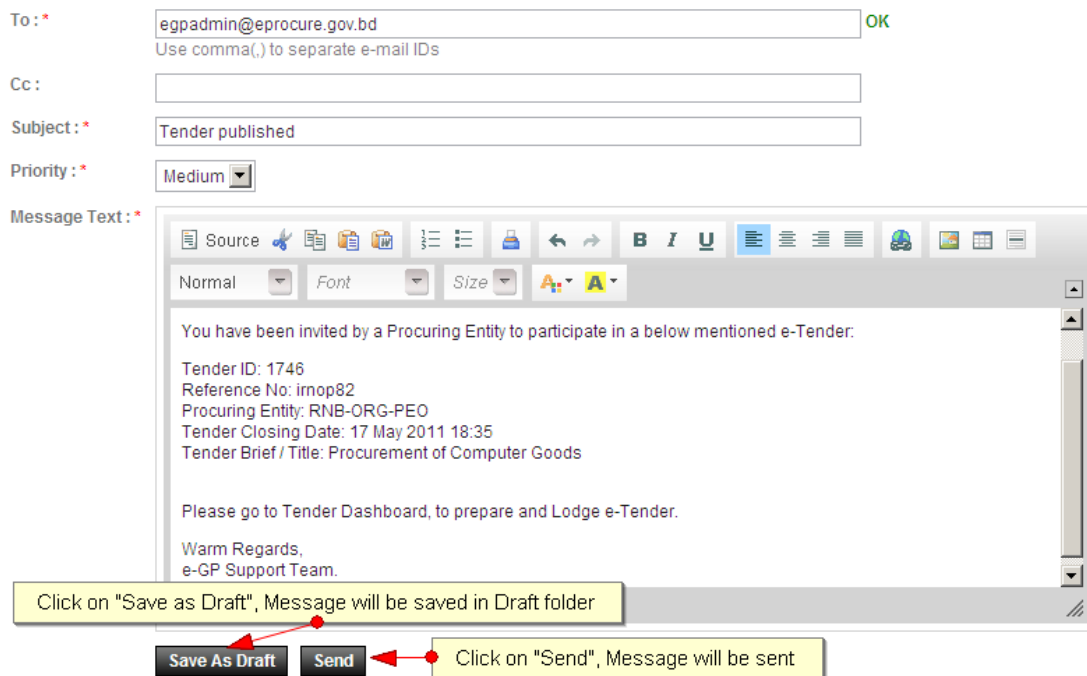 To : * egpadmin@eprocure.gov.bd OK
Use comma(,) to separate e-mail IDs
Cc :
Subject : * Tender published
Priority : * Medium
Message Text : *
Source B I U
Normal Font Size A A
You have been invited by a Procuring Entity to participate in a below mentioned e-Tender:
Tender ID: 1746
Reference No: irnop82
Procuring Entity: RNB-ORG-PEO
Tender Closing Date: 17 May 2011 18:35
Tender Brief / Title: Procurement of Computer Goods
Please go to Tender Dashboard, to prepare and Lodge e-Tender.
Warm Regards,
e-GP Support Team.
Click on "Save as Draft", Message will be saved in Draft folder
Save As Draft Send Click on "Send", Message will be sent